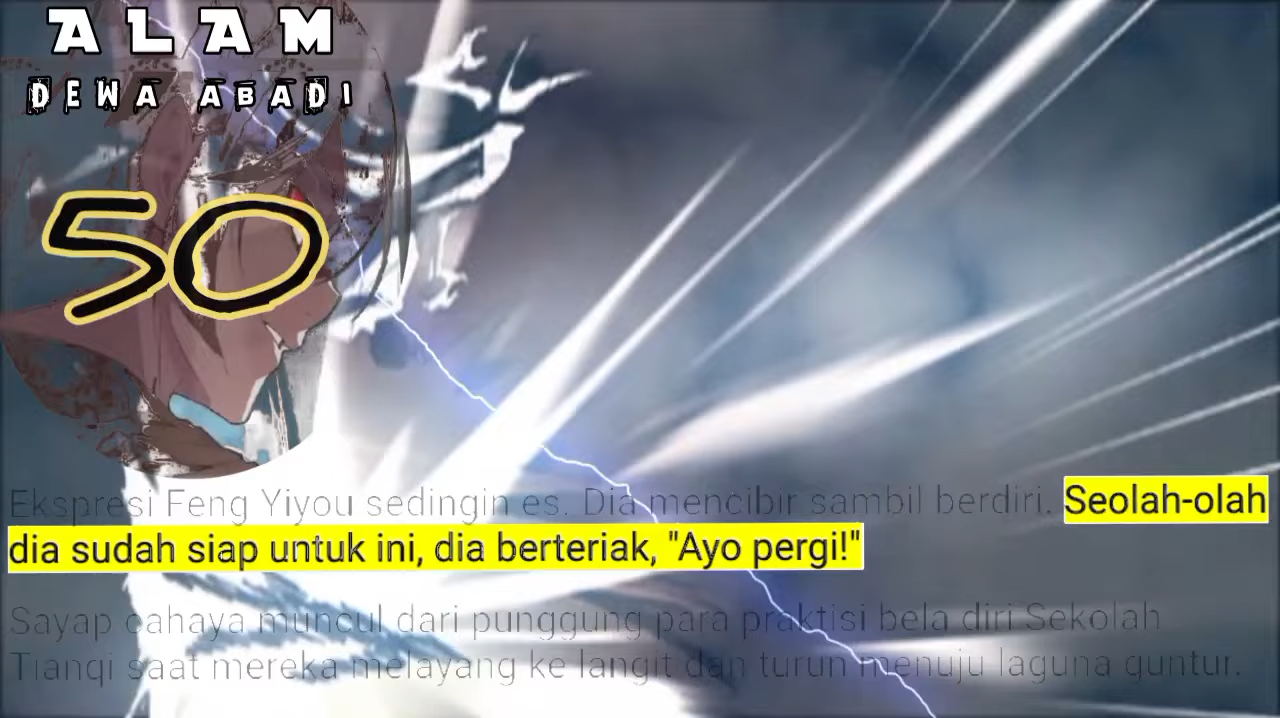 ALAM
DEWA ABADI
50
Ekspresi Feng Yiyou sedingin es. Dia mencibir sambil berdiri. Seolah-olah
dia sudah siap untuk ini, dia berteriak, "Ayo pergi!"
Sayap cahaya muncul dari punggung para praktisi bela diri Sekolah
Tianqi saat mereka melayang ke langit dan turun menuju laguna guntur.